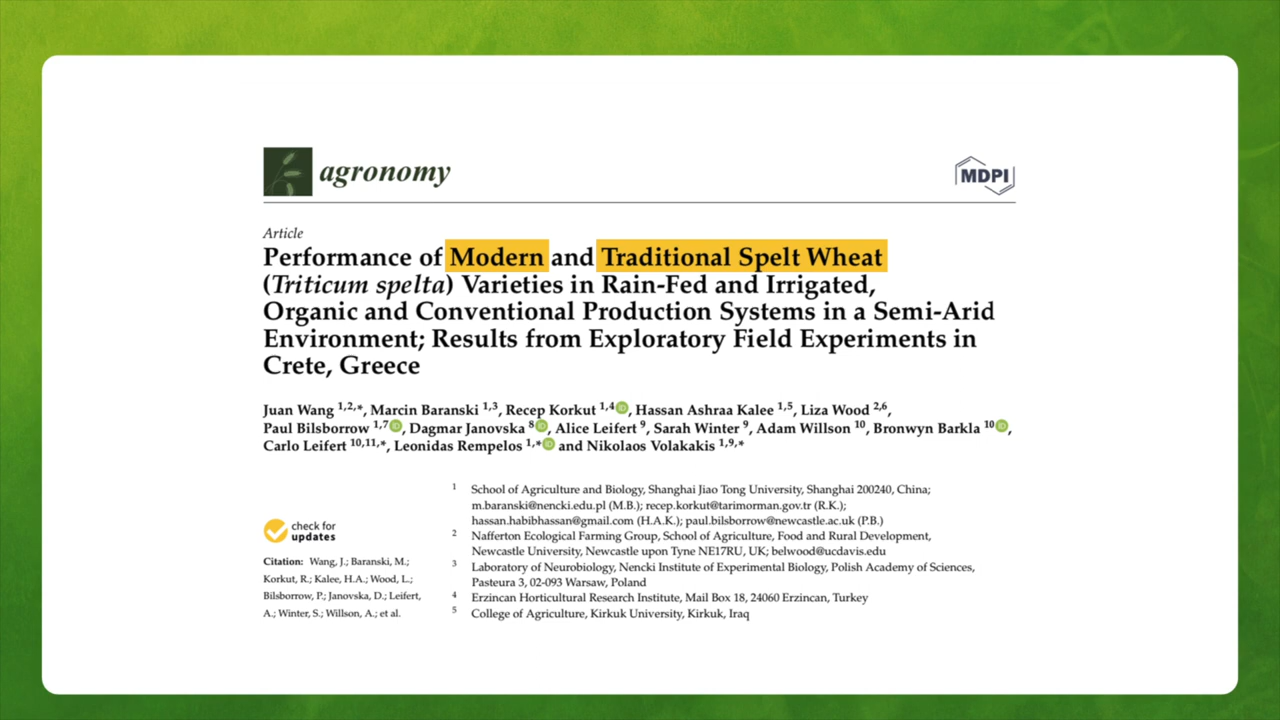 agronomy
MDPI
Article
Performance of Modern and Traditional Spelt Wheat
(Triticum spelta) Varieties in Rain-Fed and Irrigated,
Organic and Conventional Production Systems in a Semi-Arid
Environment; Results from Exploratory Field Experiments in
Crete, Greece
Juan Wang 1,2,*, Marcin Baranski 1,3, Recep Korkut 1,4 iD, Hassan Ashraa Kalee 1,5, Liza Wood 2,6,
Paul Bilsborrow 1,7 iD, Dagmar Janovska 8 iD, Alice Leifert 9, Sarah Winter 9, Adam Willson 10, Bronwyn Barkla 10 iD,
Carlo Leifert 10,11,*, Leonidas Rempelos 1,* iD and Nikolaos Volakakis 1,9,*
check for
updates
Citation: Wang, J.; Baranski, M.;
Korkut, R.; Kalee, H.A.; Wood, L.;
Bilsborrow, P.; Janovska, D.; Leifert,
A.; Winter, S.; Willson, A.; et al.
1 School of Agriculture and Biology, Shanghai Jiao Tong University, Shanghai 200240, China;
m.baranski@nencki.edu.pl (M.B.); recep.korkut@tarimorman.gov.tr (R.K.);
hassan.habibhassan@gmail.com (H.A.K.); paul.bilsborrow@newcastle.ac.uk (P.B.)
2 Nafferton Ecological Farming Group, School of Agriculture, Food and Rural Development,
Newcastle University, Newcastle upon Tyne NE17RU, UK; belwood@ucdavis.edu
3 Laboratory of Neurobiology, Nencki Institute of Experimental Biology, Polish Academy of Sciences,
Pasteura 3, 02-093 Warsaw, Poland
4 Erzincan Horticultural Research Institute, Mail Box 18, 24060 Erzincan, Turkey
5 College of Agriculture, Kirkuk University, Kirkuk, Iraq